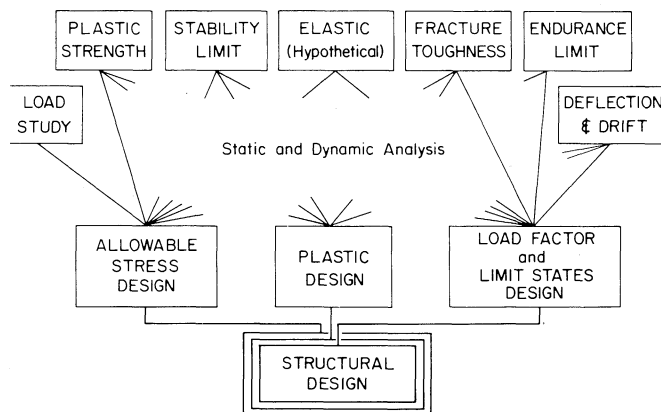 PLASTIC
STRENGTH
STABILITY
LIMIT
ELASTIC
(Hypothetical)
FRACTURE
TOUGHNESS
ENDURANCE
LIMIT
LOAD
STUDY
DEFLECTION
& DRIFT
Static and Dynamic Analysis
ALLOWABLE
STRESS
DESIGN
PLASTIC
DESIGN
LOAD FACTOR
and
LIMIT STATES
DESIGN
STRUCTURAL
DESIGN